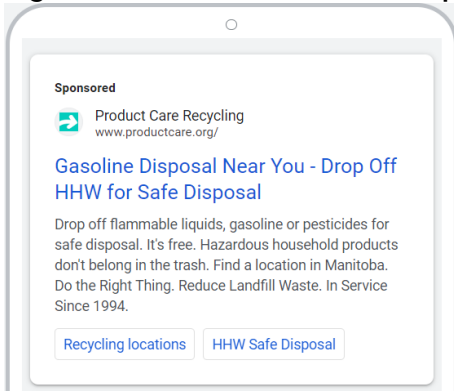 Sponsored
Product Care Recycling
www.productcare.org/
Gasoline Disposal Near You - Drop Off
HHW for Safe Disposal
Drop off flammable liquids, gasoline or pesticides for
safe disposal. It's free. Hazardous household products
don't belong in the trash. Find a location in Manitoba.
Do the Right Thing. Reduce Landfill Waste. In Service
Since 1994.
Recycling locations
HHW Safe Disposal